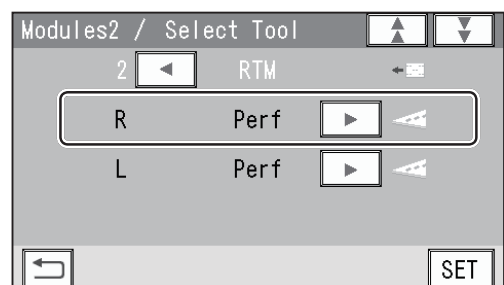 Modules2 / Select Tool
2 RTM
R Perf
L Perf
SET